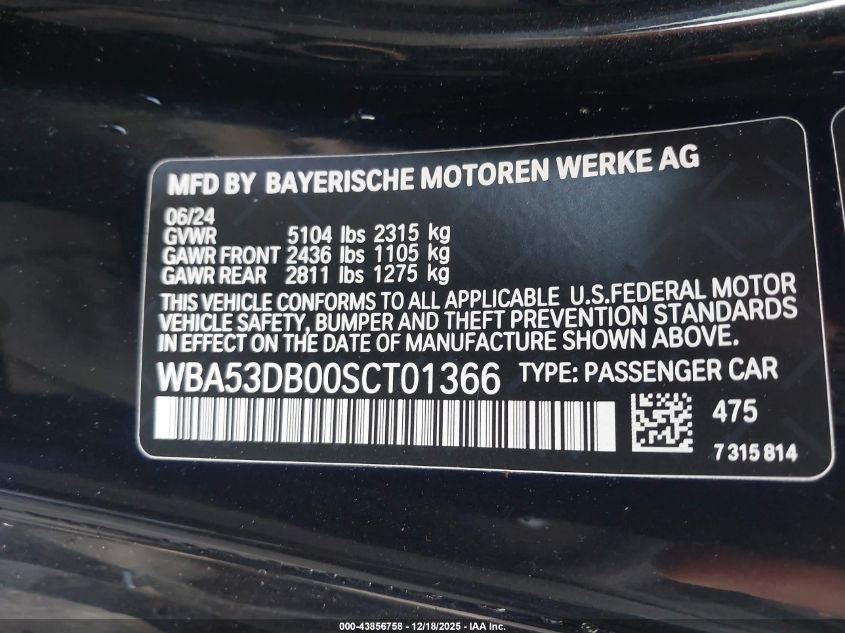 MFD BY BAYERISCHE MOTOREN WERKE AG
06/24
GVWR 5104 lbs 2315 kg
GAWR FRONT 2436 lbs 1105 kg
GAWR REAR 2811 lbs 1275 kg
THIS VEHICLE CONFORMS TO ALL APPLICABLE U.S.FEDERAL MOTOR
VEHICLE SAFETY, BUMPER AND THEFT PREVENTION STANDARDS
IN EFFECT ON THE DATE OF MANUFACTURE SHOWN ABOVE.
WBA53DB00SCT01366 TYPE: PASSENGER CAR
475
7 315 814
000-43856758 - 12/18/2025 - IAA Inc.